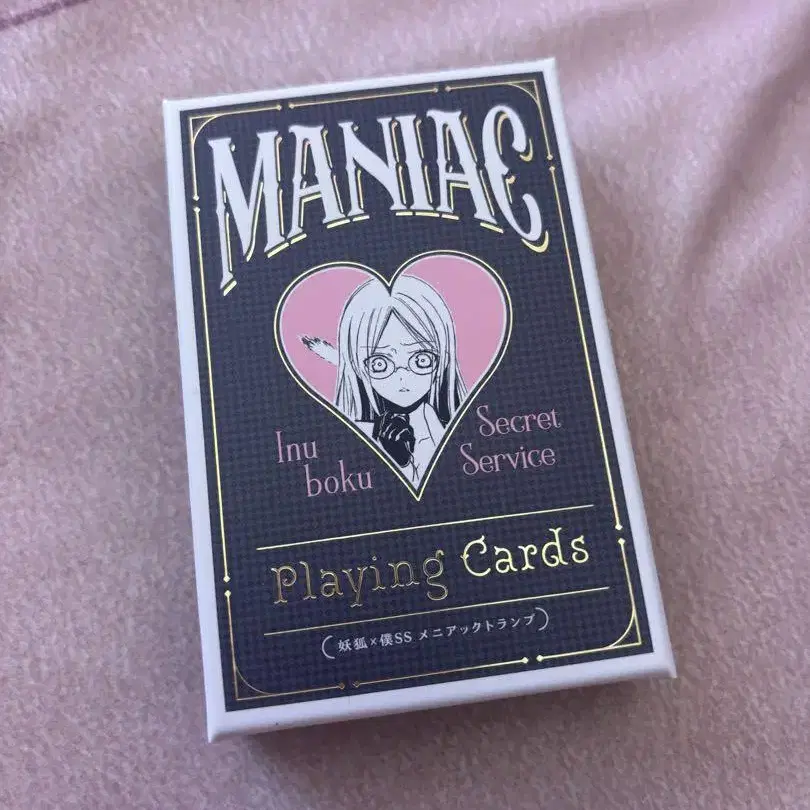 MANIAC
Inu
boku
Secret
Service
Playing Cards
(妖狐×僕SS メニアックトランプ)